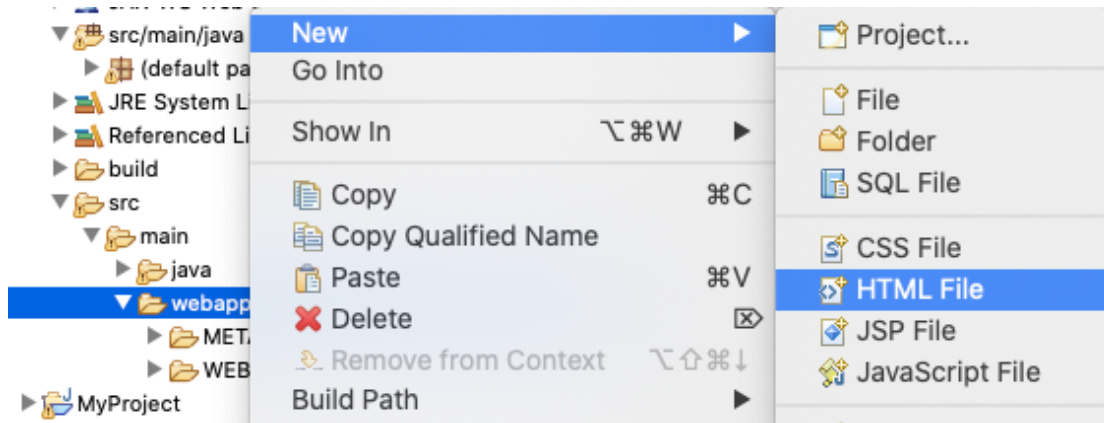 src/main/java
(default pa
JRE System L
Referenced Li
build
src
main
java
webapp
META
WEB
MyProject
New
Go Into
Show In ⌥⌘W
Copy ⌘C
Copy Qualified Name
Paste ⌘V
Delete ⌦
Remove from Context ⌥⇧⌘↓
Build Path
Project...
File
Folder
SQL File
CSS File
HTML File
JSP File
JavaScript File